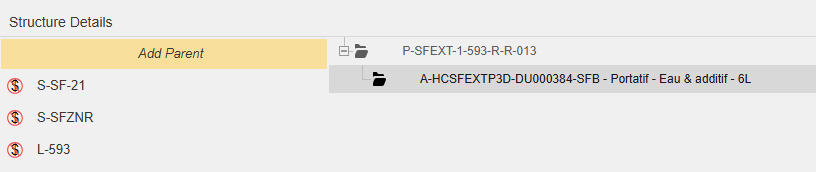 Structure Details
Add Parent
S-SF-21
S-SFZNR
L-593
P-SFEXT-1-593-R-R-013
A-HCSFEXTP3D-DU000384-SFB - Portatif - Eau & additif - 6L